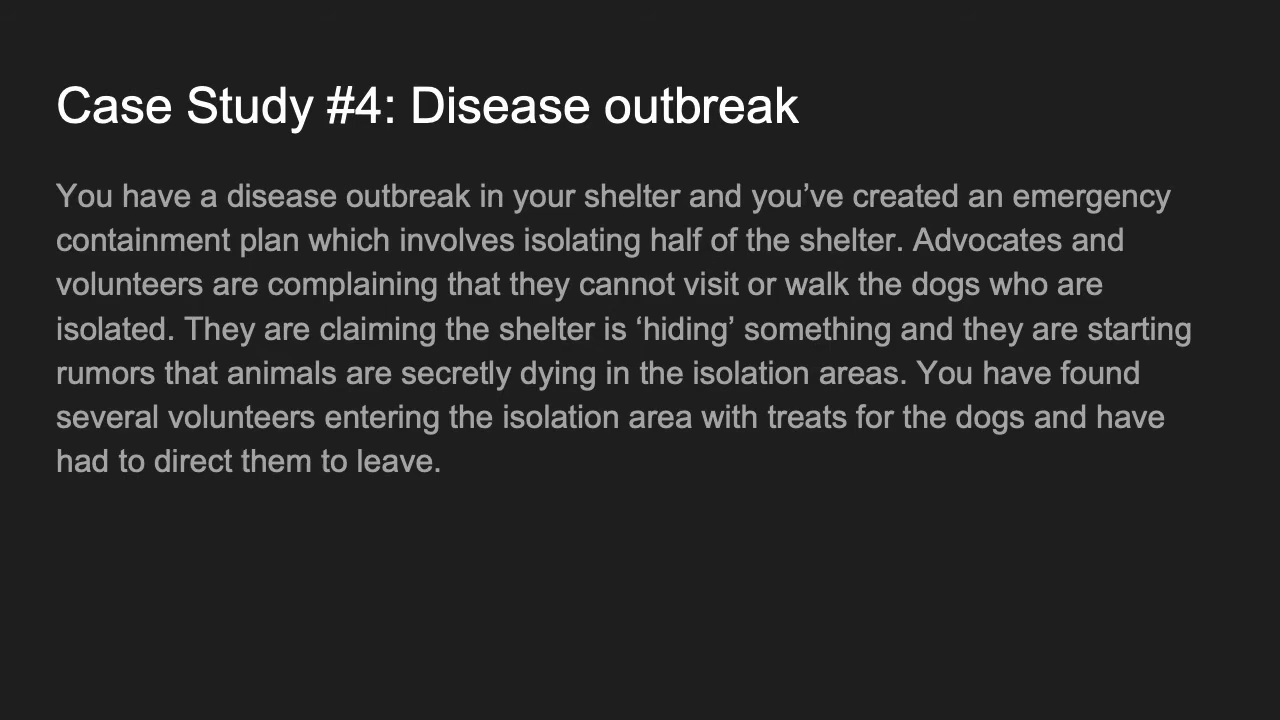 Case Study #4: Disease outbreak
You have a disease outbreak in your shelter and you’ve created an emergency
containment plan which involves isolating half of the shelter. Advocates and
volunteers are complaining that they cannot visit or walk the dogs who are
isolated. They are claiming the shelter is ‘hiding’ something and they are starting
rumors that animals are secretly dying in the isolation areas. You have found
several volunteers entering the isolation area with treats for the dogs and have
had to direct them to leave.